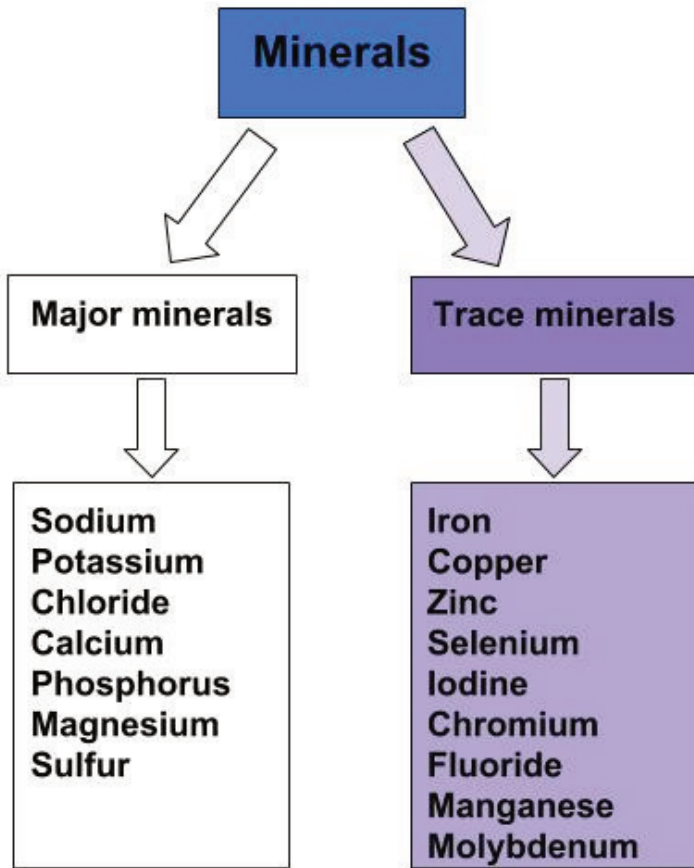 Minerals
Major minerals
Trace minerals
Sodium
Potassium
Chloride
Calcium
Phosphorus
Magnesium
Sulfur
Iron
Copper
Zinc
Selenium
Iodine
Chromium
Fluoride
Manganese
Molybdenum